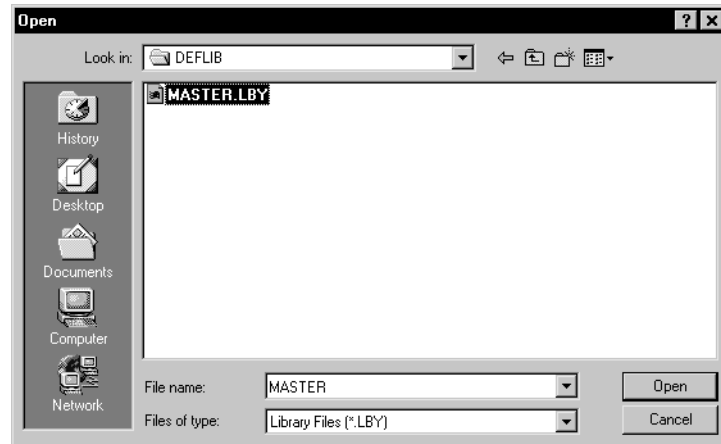 Open
Look in: DEFLIB
MASTER.LBY
History
Desktop
Documents
Computer
Network
File name: MASTER Open
Files of type: Library Files (*.LBY) Cancel